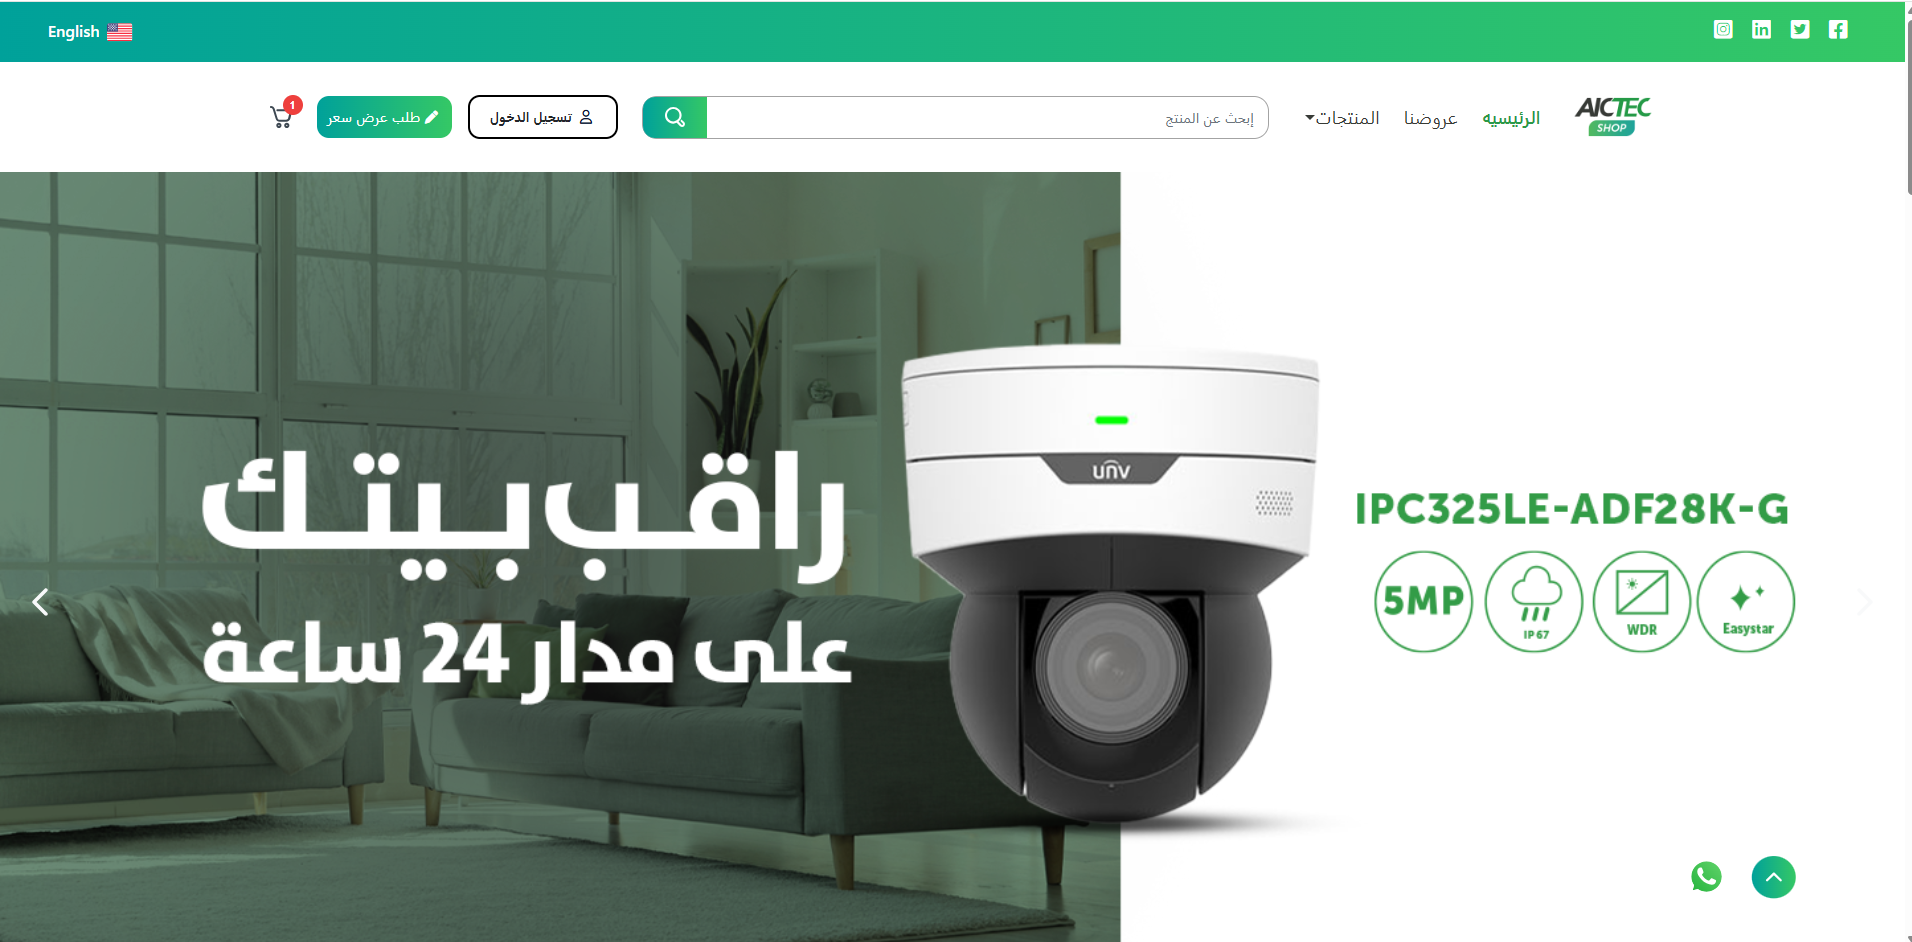 English
AICTEC
SHOP
الرئيسيه
عروضنا
المنتجات
إبحث عن المنتج
تسجيل الدخول
طلب عرض سعر
1
راقب بيتك
على مدار 24 ساعة
unv
IPC325LE-ADF28K-G
5MP
IP67
WDR
Easystar